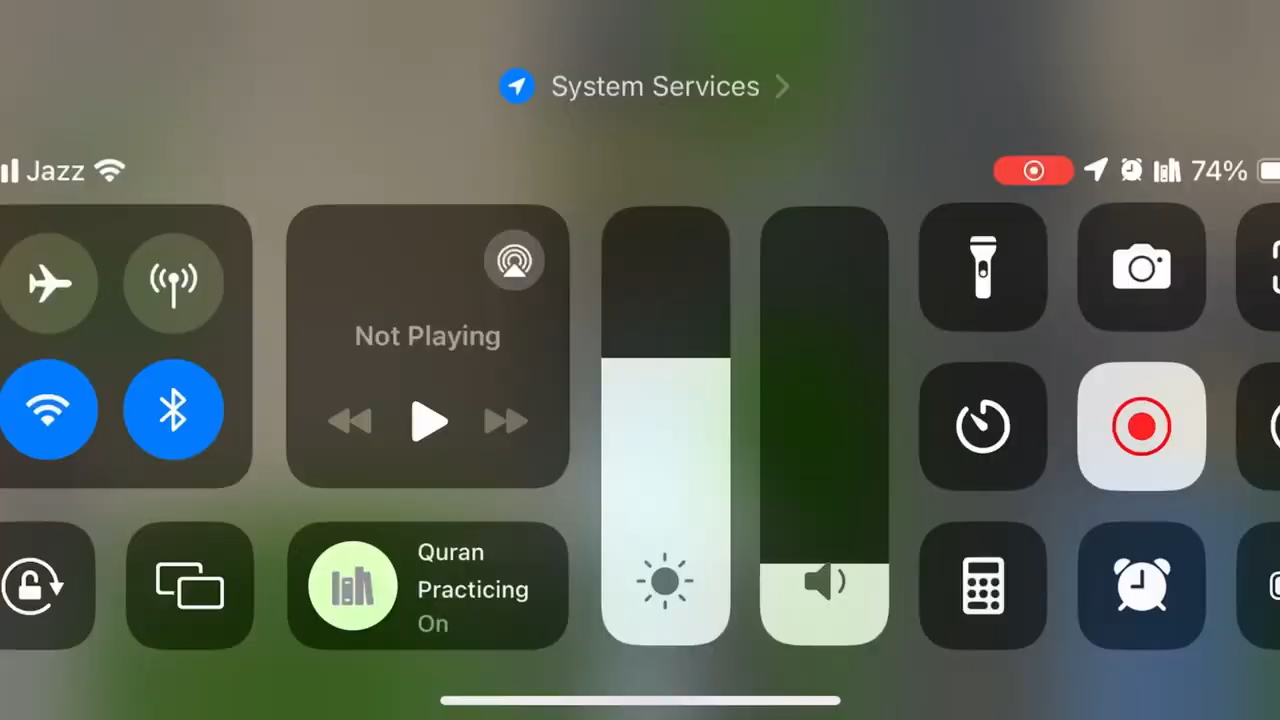 System Services
Jazz
74%
Not Playing
Quran
Practicing
On